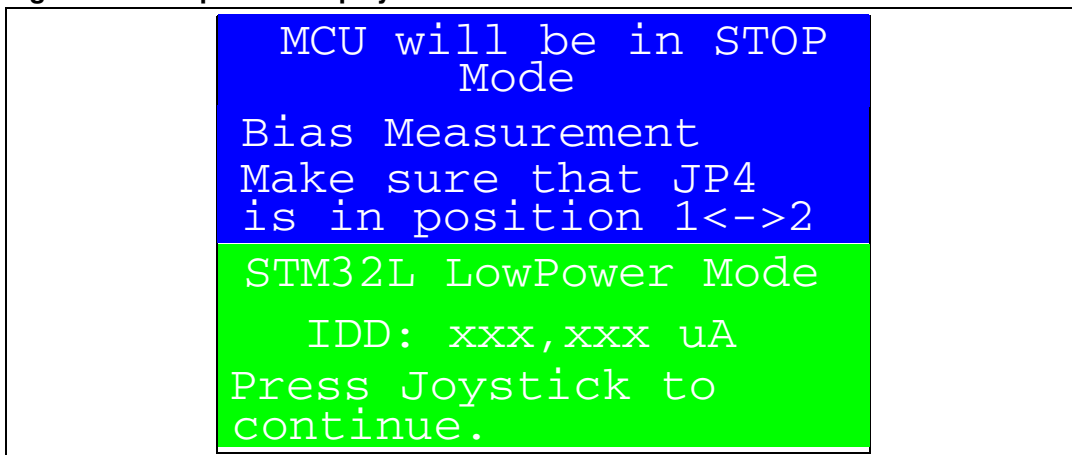 MCU will be in STOP
Mode
Bias Measurement
Make sure that JP4
is in position 1<->2
STM32L LowPower Mode
IDD: xxx,xxx uA
Press Joystick to
continue.